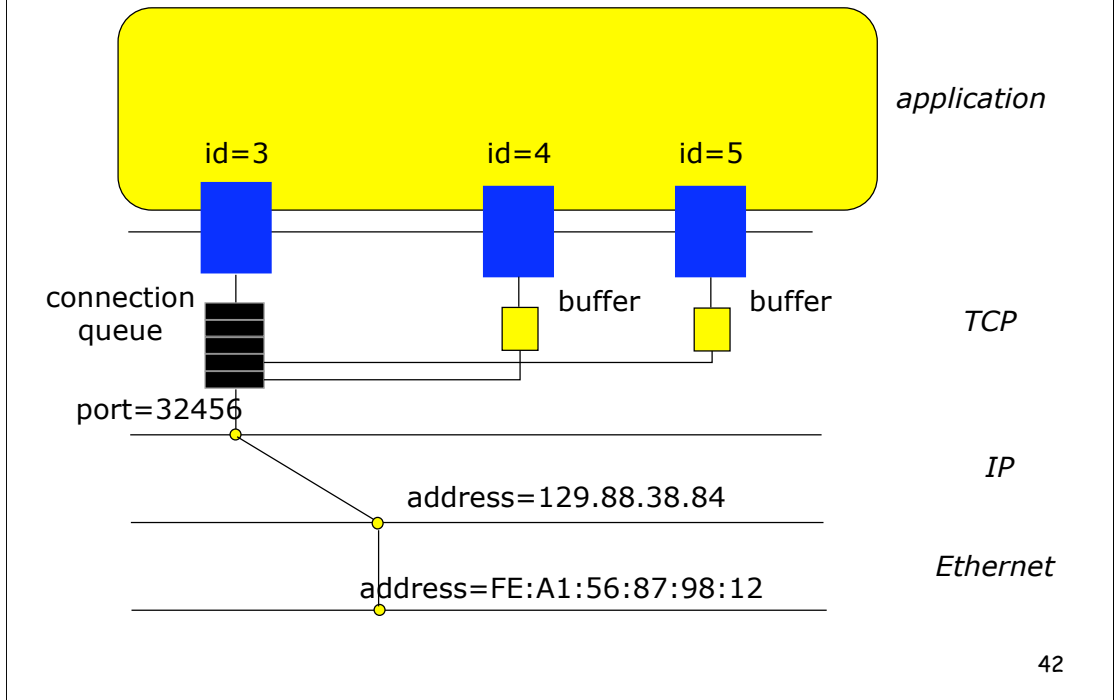 application
id=3
id=4
id=5
connection
queue
buffer
buffer
TCP
port=32456
IP
address=129.88.38.84
Ethernet
address=FE:A1:56:87:98:12
42